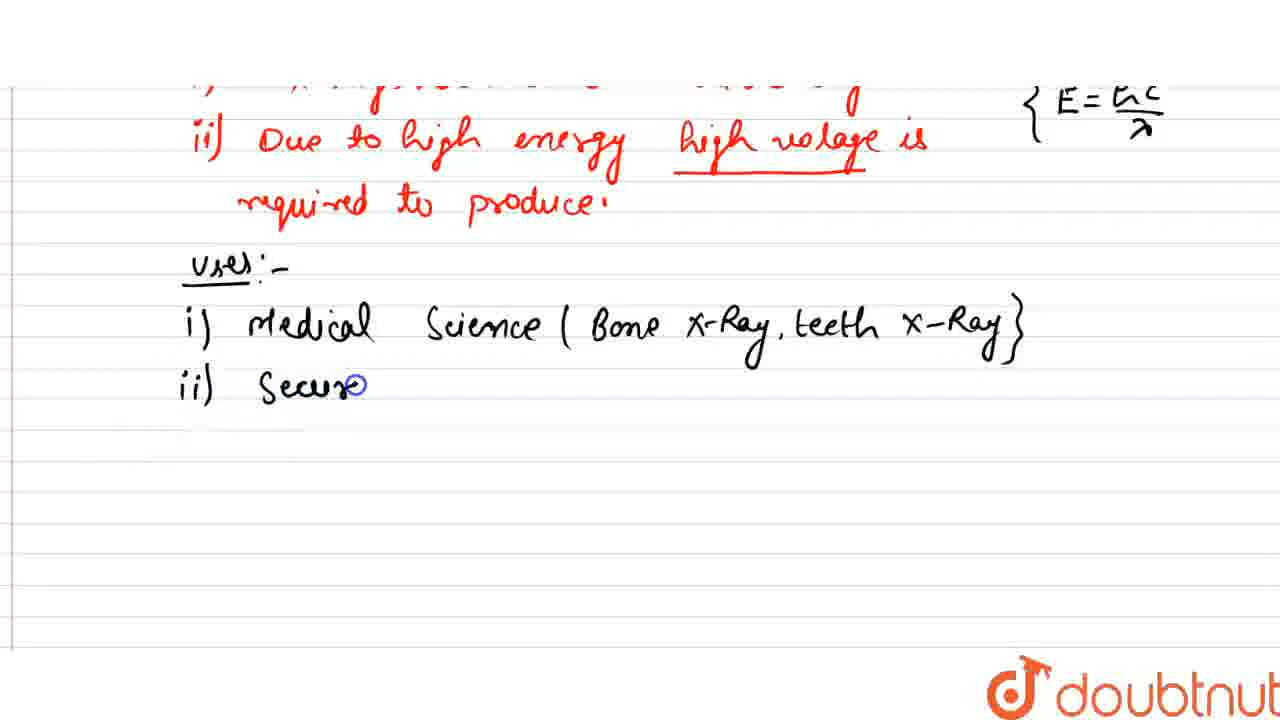 E = hc
λ
ii) Due to high energy high volage is
required to produce.
Uses :-
i) Medical Science ( Bone X-Ray, teeth X-Ray }
ii) Secur
doubtnut